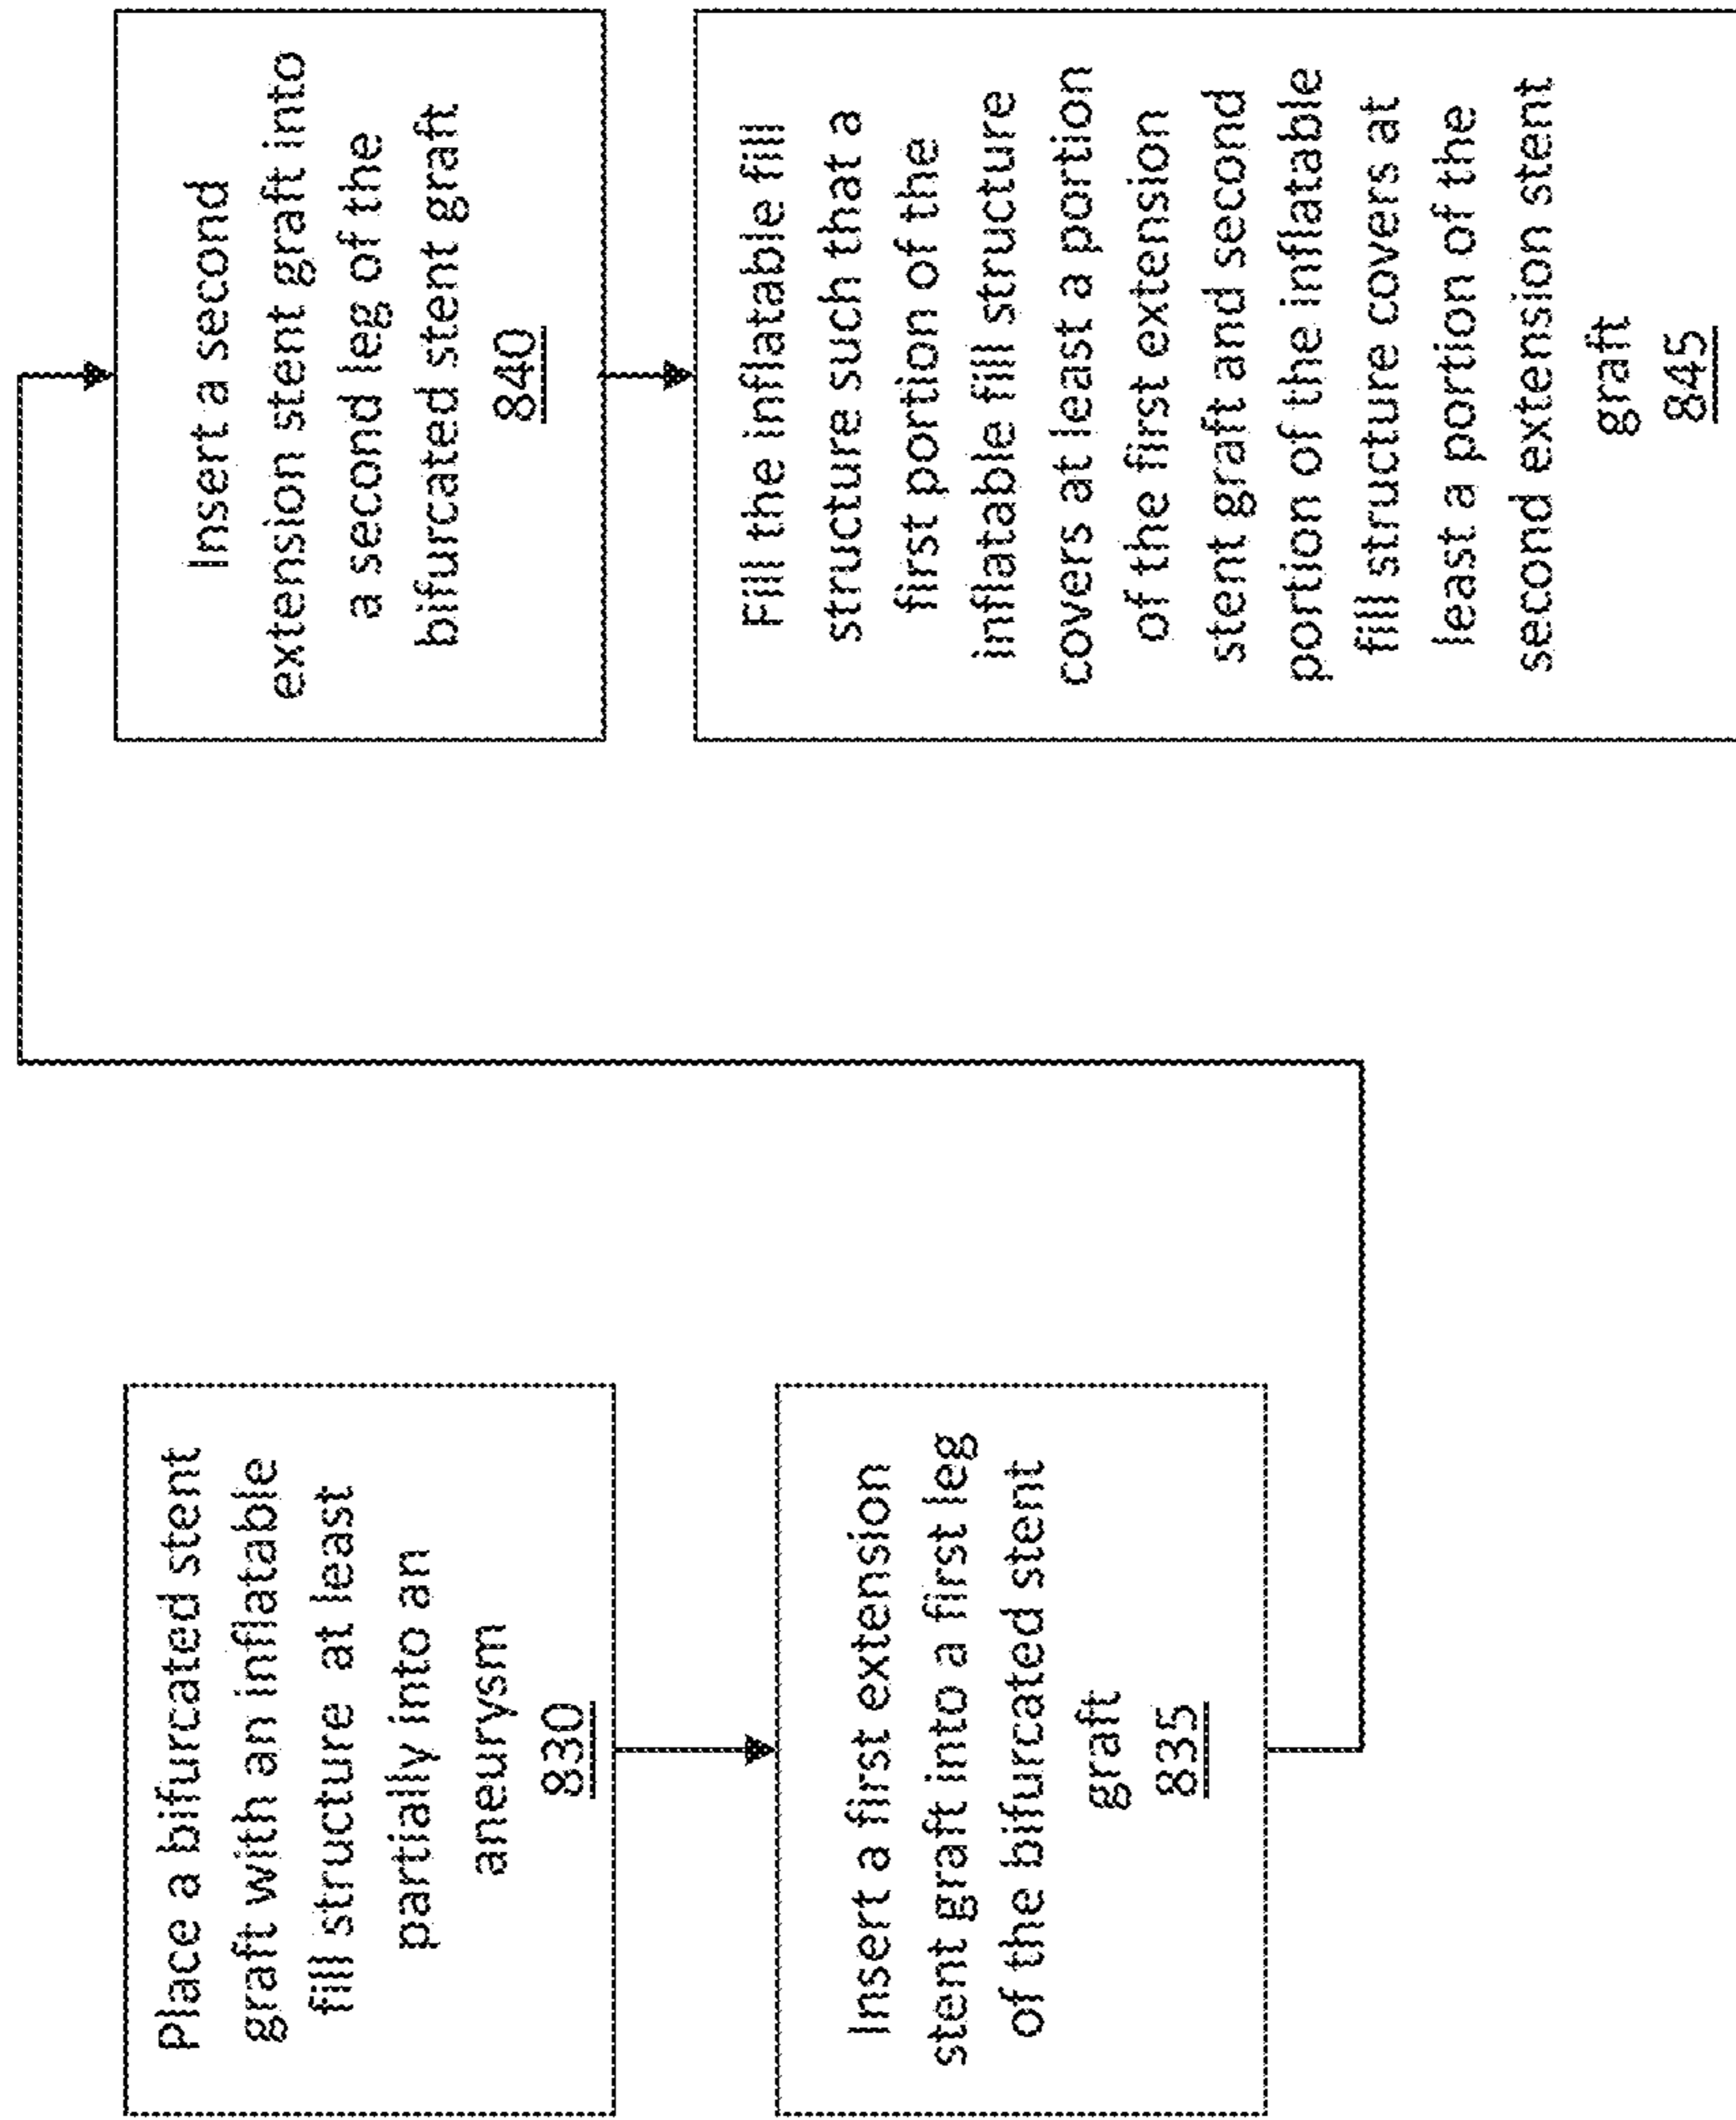 Place a bifurcated stent
graft with an inflatable
fill structure at least
partially into an
aneurysm
830
Insert a first extension
stent graft into a first leg
of the bifurcated stent
graft
835
Insert a second
extension stent graft into
a second leg of the
bifurcated stent graft
840
Fill the inflatable fill
structure such that a
first portion of the
inflatable fill structure
covers at least a portion
of the first extension
stent graft and second
portion of the inflatable
fill structure covers at
least a portion of the
second extension stent
graft
845